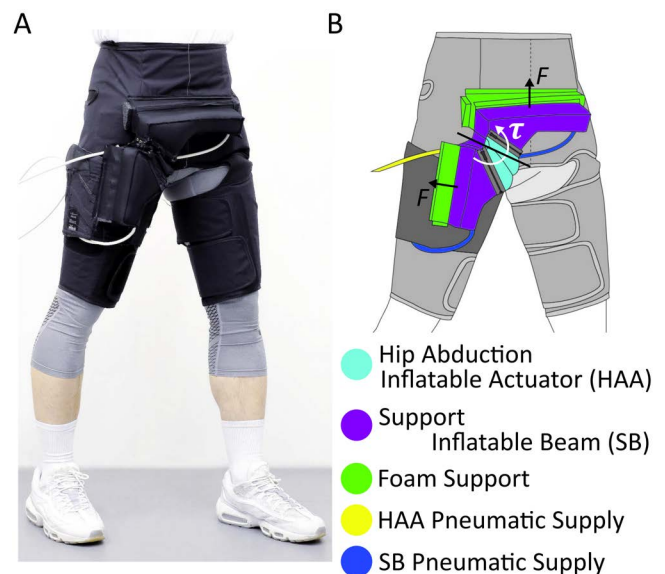 A
B
F
τ
F
Hip Abduction
Inflatable Actuator (HAA)
Support
Inflatable Beam (SB)
Foam Support
HAA Pneumatic Supply
SB Pneumatic Supply